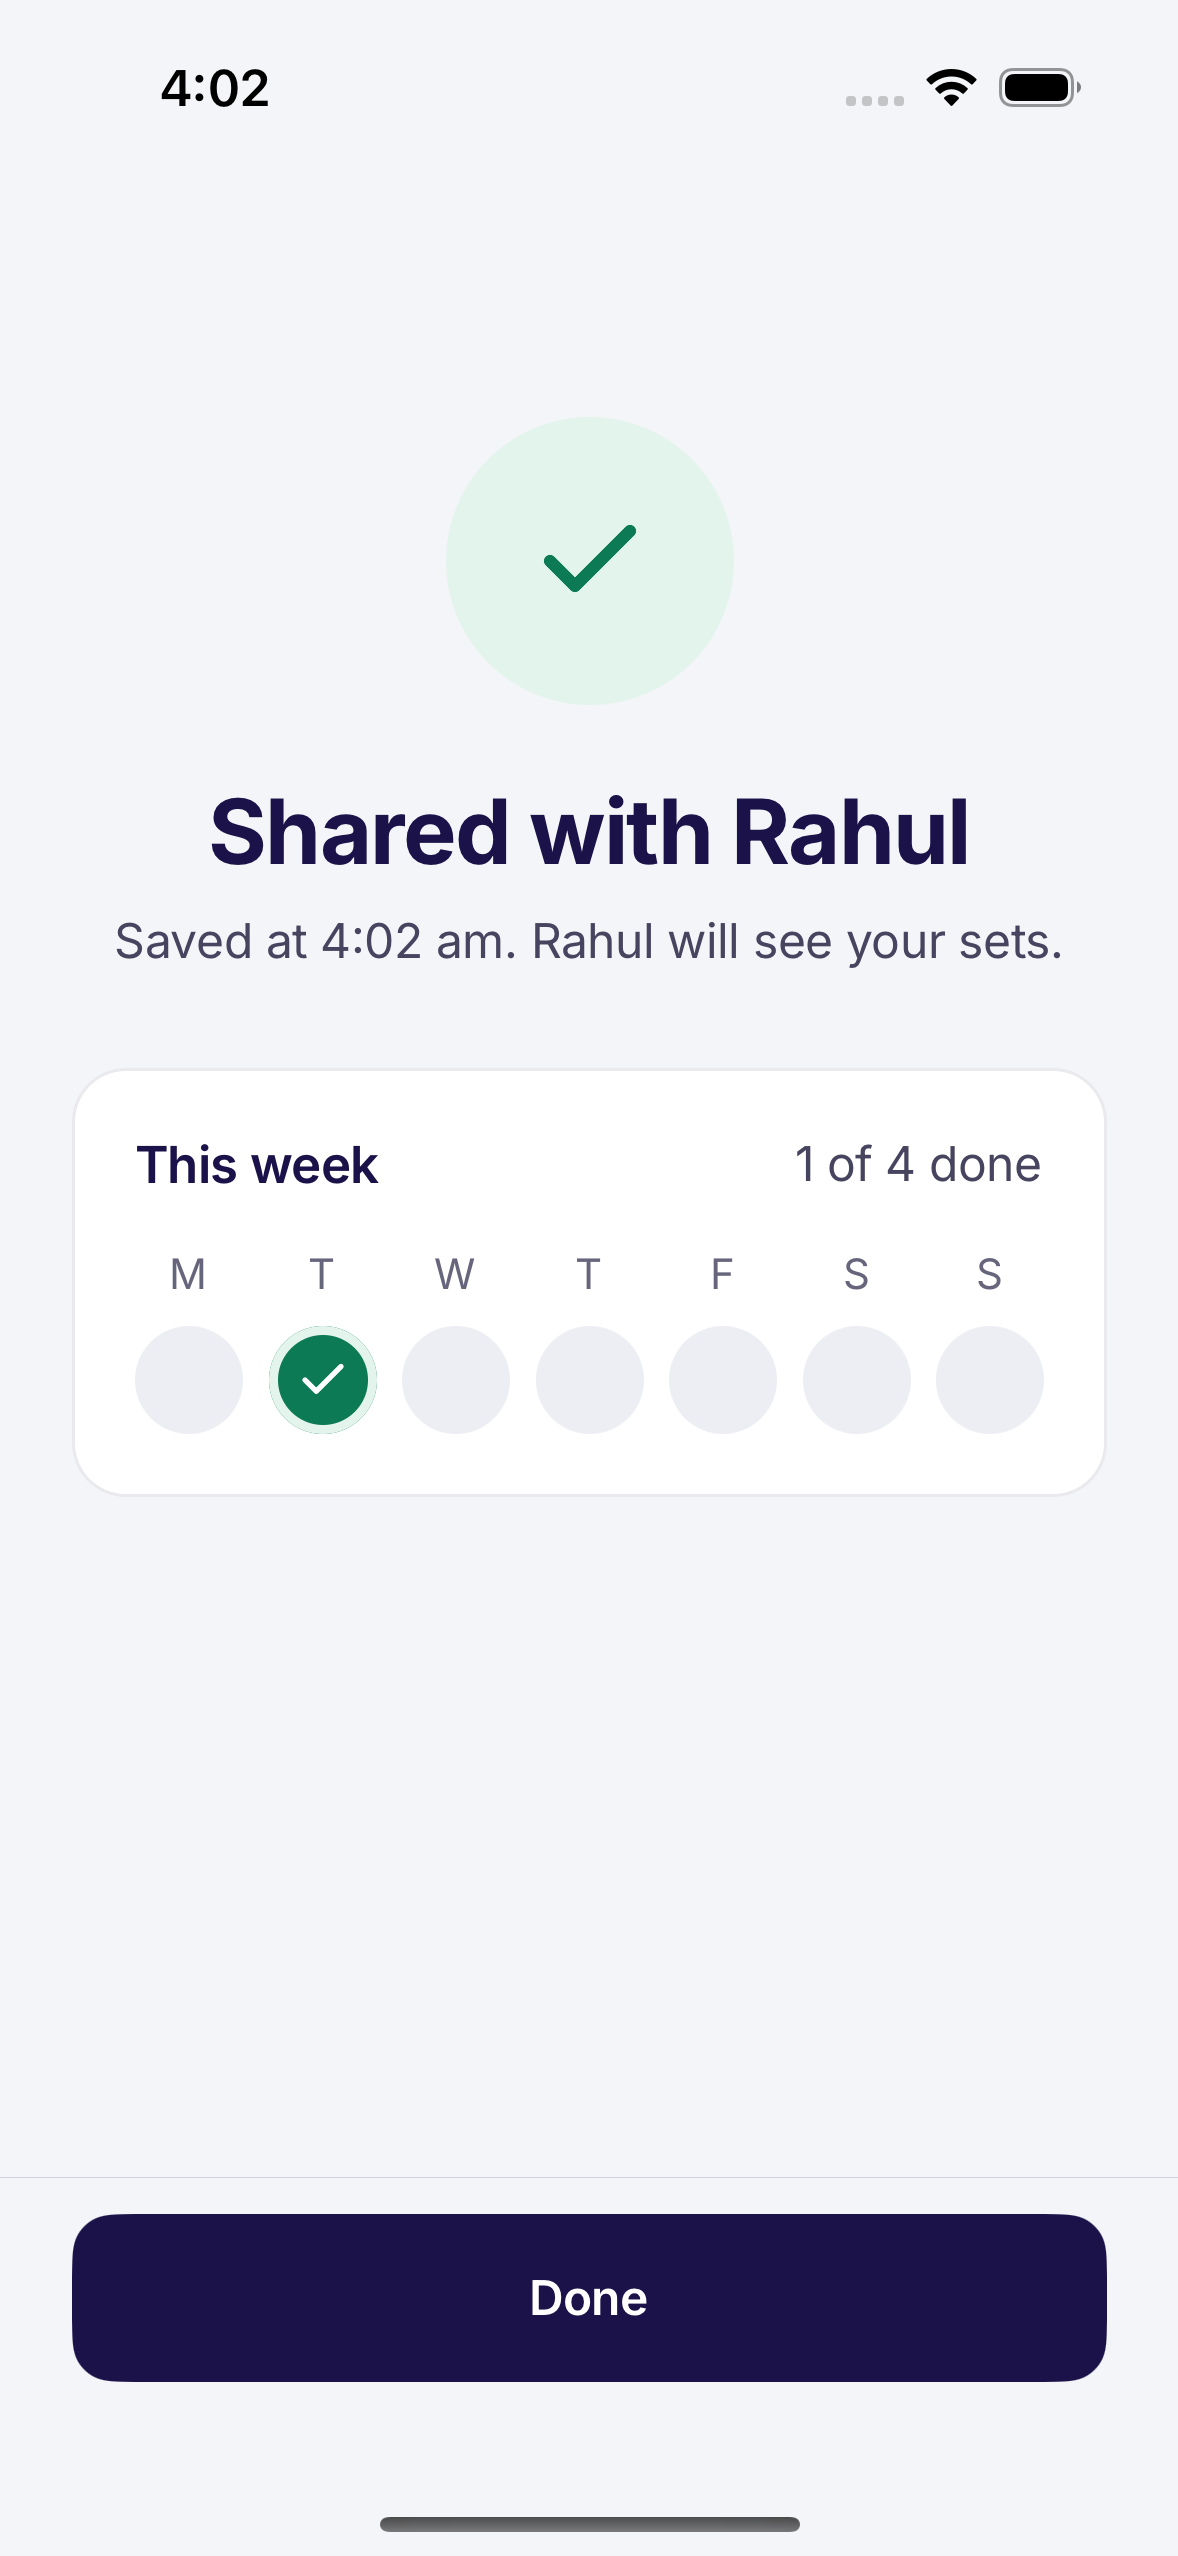 4:02
Shared with Rahul
Saved at 4:02 am. Rahul will see your sets.
This week 1 of 4 done
M T W T F S S
Done